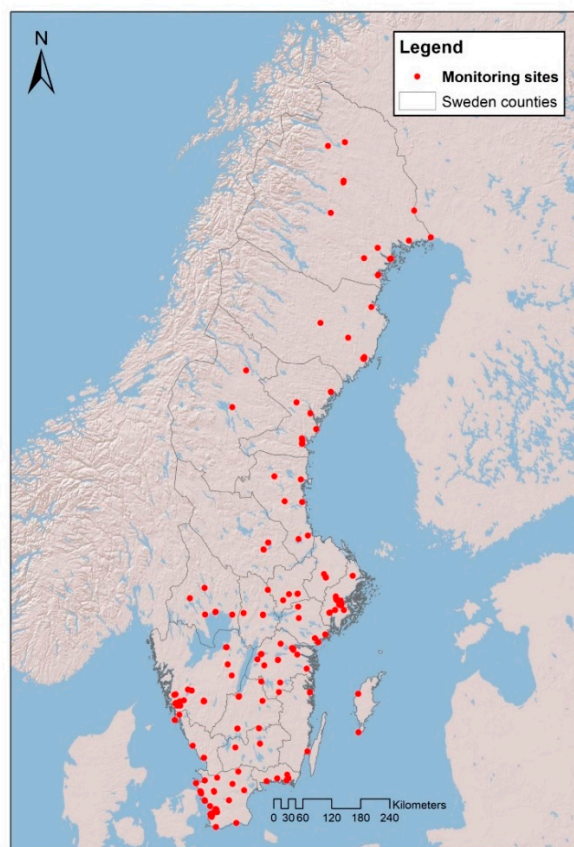 N
Legend
Monitoring sites
Sweden counties
Kilometers
0 30 60 120 180 240